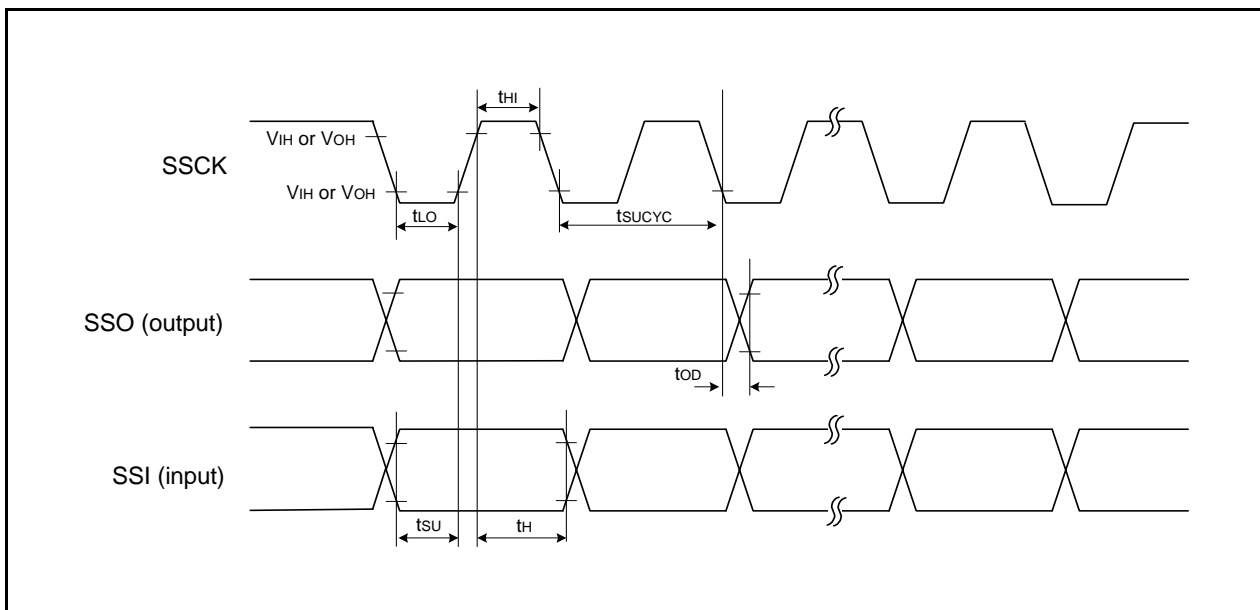 tHI
VIH or VOH
SSCK
VIH or VOH
tLO
tSUCYC
SSO (output)
tOD
SSI (input)
tSU
tH